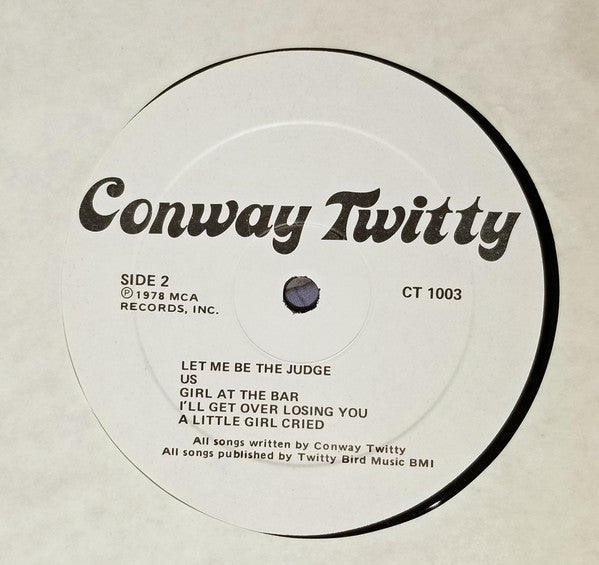 Conway Twitty
SIDE 2
Ⓟ 1978 MCA
RECORDS, INC.
CT 1003
LET ME BE THE JUDGE
US
GIRL AT THE BAR
I'LL GET OVER LOSING YOU
A LITTLE GIRL CRIED
All songs written by Conway Twitty
All songs published by Twitty Bird Music BMI